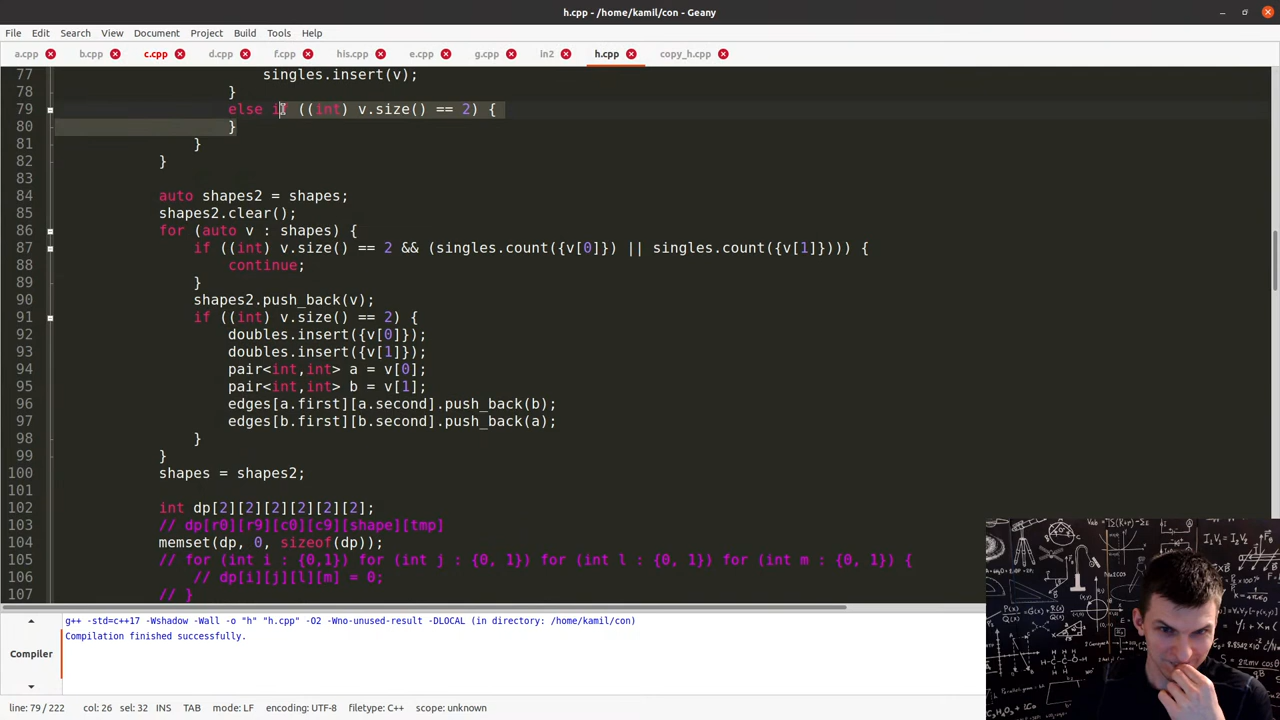 h.cpp - /home/kamil/con - Geany
File Edit Search View Document Project Build Tools Help
a.cpp b.cpp c.cpp d.cpp f.cpp his.cpp e.cpp g.cpp in2 h.cpp copy_h.cpp
77 singles.insert(v);
78 }
79 else if ((int) v.size() == 2) {
80 }
81 }
82 }
83
84 auto shapes2 = shapes;
85 shapes2.clear();
86 for (auto v : shapes) {
87 if ((int) v.size() == 2 && (singles.count({v[0]}) || singles.count({v[1]}))) {
88 continue;
89 }
90 shapes2.push_back(v);
91 if ((int) v.size() == 2) {
92 doubles.insert({v[0]});
93 doubles.insert({v[1]});
94 pair<int,int> a = v[0];
95 pair<int,int> b = v[1];
96 edges[a.first][a.second].push_back(b);
97 edges[b.first][b.second].push_back(a);
98 }
99 }
100 shapes = shapes2;
101
102 int dp[2][2][2][2][2][2];
103 // dp[r0][r9][c0][c9][shape][tmp]
104 memset(dp, 0, sizeof(dp));
105 // for (int i : {0,1}) for (int j : {0, 1}) for (int l : {0, 1}) for (int m : {0, 1}) {
106 // dp[i][j][l][m] = 0;
107 // }
g++ -std=c++17 -Wshadow -Wall -o "h" "h.cpp" -O2 -Wno-unused-result -DLOCAL (in directory: /home/kamil/con)
Compilation finished successfully.
Compiler
line: 79 / 222 col: 26 sel: 32 INS TAB mode: LF encoding: UTF-8 filetype: C++ scope: unknown